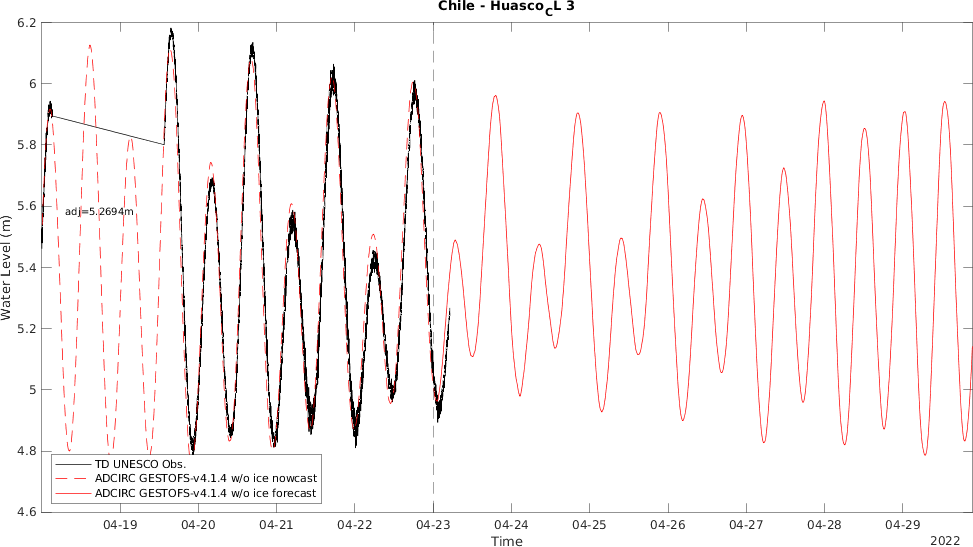 Chile - Huasco_CL 3
6.2
6
5.8
5.6
5.4
5.2
5
4.8
4.6
Water Level (m)
adj=5.2694m
TD UNESCO Obs.
ADCIRC GESTOFS-v4.1.4 w/o ice nowcast
ADCIRC GESTOFS-v4.1.4 w/o ice forecast
04-19 04-20 04-21 04-22 04-23 04-24 04-25 04-26 04-27 04-28 04-29
Time
2022